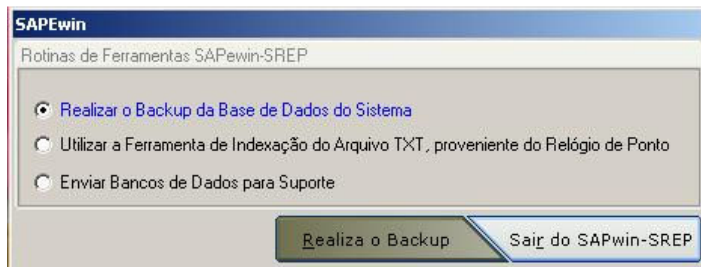 SAPEwin
Rotinas de Ferramentas SAPewin-SREP
Realizar o Backup da Base de Dados do Sistema
Utilizar a Ferramenta de Indexação do Arquivo TXT, proveniente do Relógio de Ponto
Enviar Bancos de Dados para Suporte
Realiza o Backup Sair do SAPwin-SREP